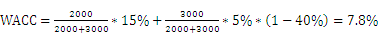 WACC = 2000/(2000+3000) * 15% + 3000/(2000+3000) * 5% * (1 − 40%) = 7.8%